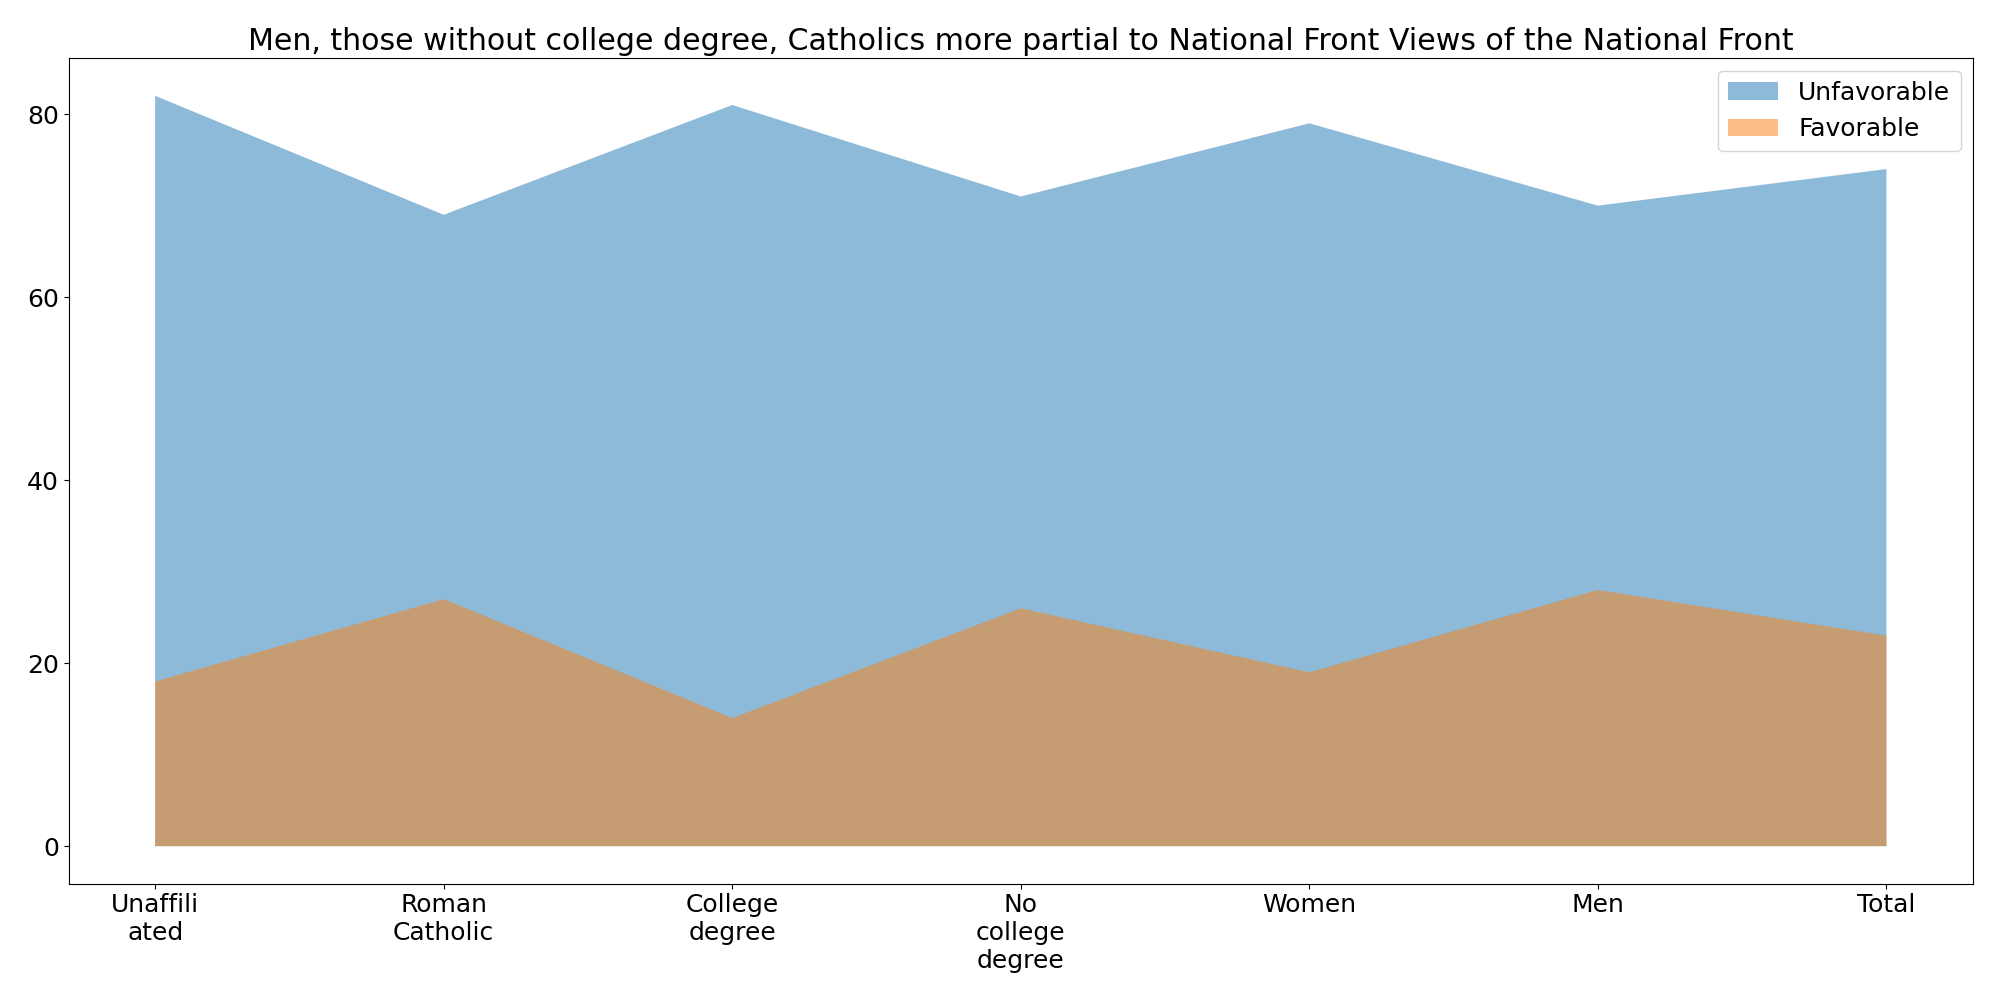 Men, those without college degree, Catholics more partial to National Front Views of the National Front
Unfavorable
Favorable
80
60
40
20
0
Unaffili
ated
Roman
Catholic
College
degree
No
college
degree
Women
Men
Total